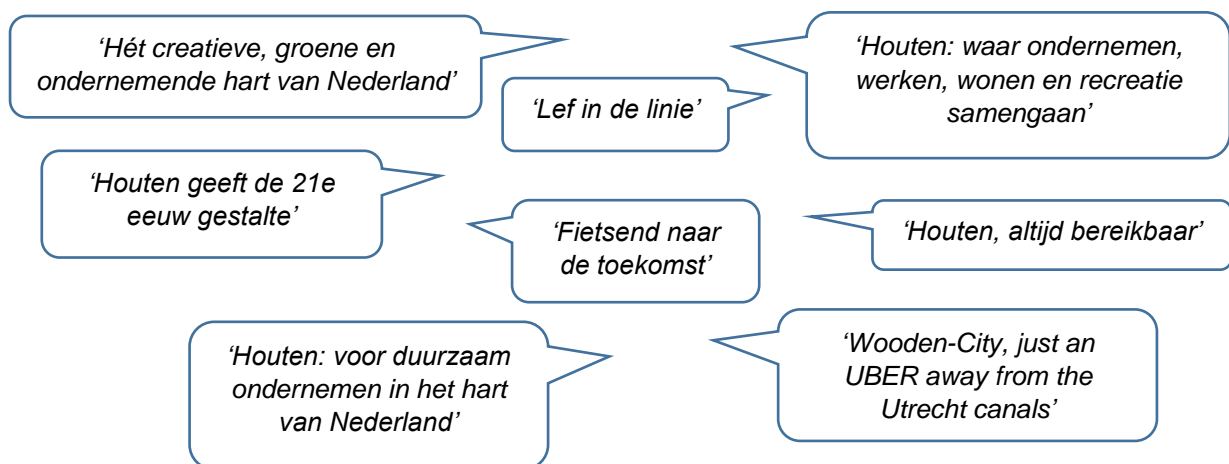 ‘Hét creatieve, groene en
ondernemende hart van Nederland’
‘Houten: waar ondernemen,
werken, wonen en recreatie
samengaan’
‘Lef in de linie’
‘Houten geeft de 21e
eeuw gestalte’
‘Fietsend naar
de toekomst’
‘Houten, altijd bereikbaar’
‘Houten: voor duurzaam
ondernemen in het hart
van Nederland’
‘Wooden-City, just an
UBER away from the
Utrecht canals’